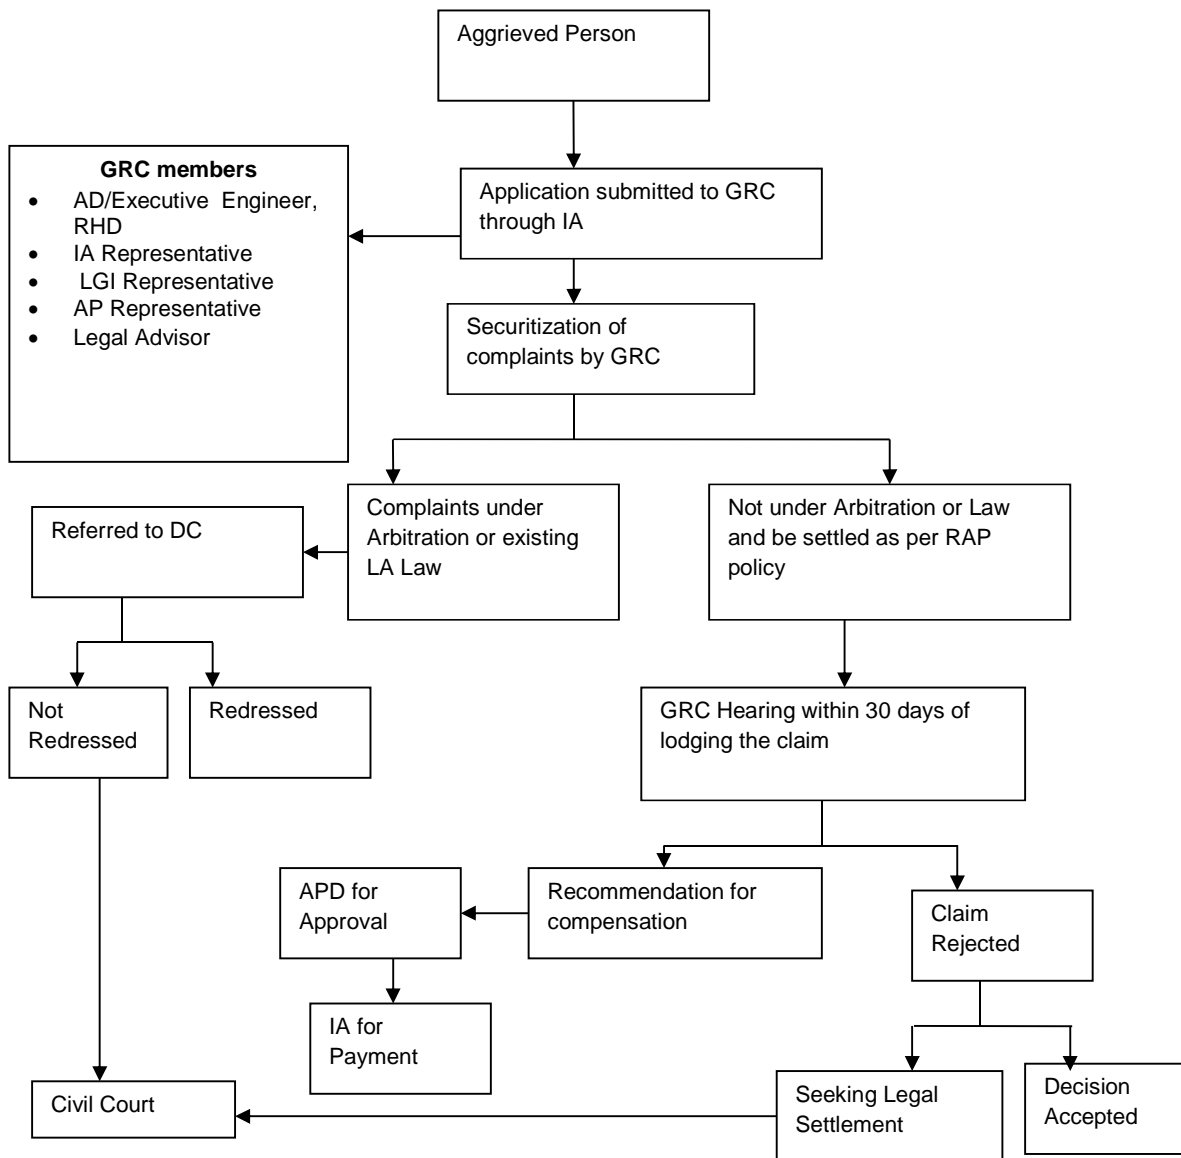 Aggrieved Person
GRC members
• AD/Executive Engineer,
RHD
• IA Representative
• LGI Representative
• AP Representative
• Legal Advisor
Application submitted to GRC
through IA
Securitization of
complaints by GRC
Referred to DC
Complaints under
Arbitration or existing
LA Law
Not under Arbitration or Law
and be settled as per RAP
policy
Not
Redressed
Redressed
GRC Hearing within 30 days of
lodging the claim
APD for
Approval
Recommendation for
compensation
Claim
Rejected
IA for
Payment
Civil Court
Seeking Legal
Settlement
Decision
Accepted